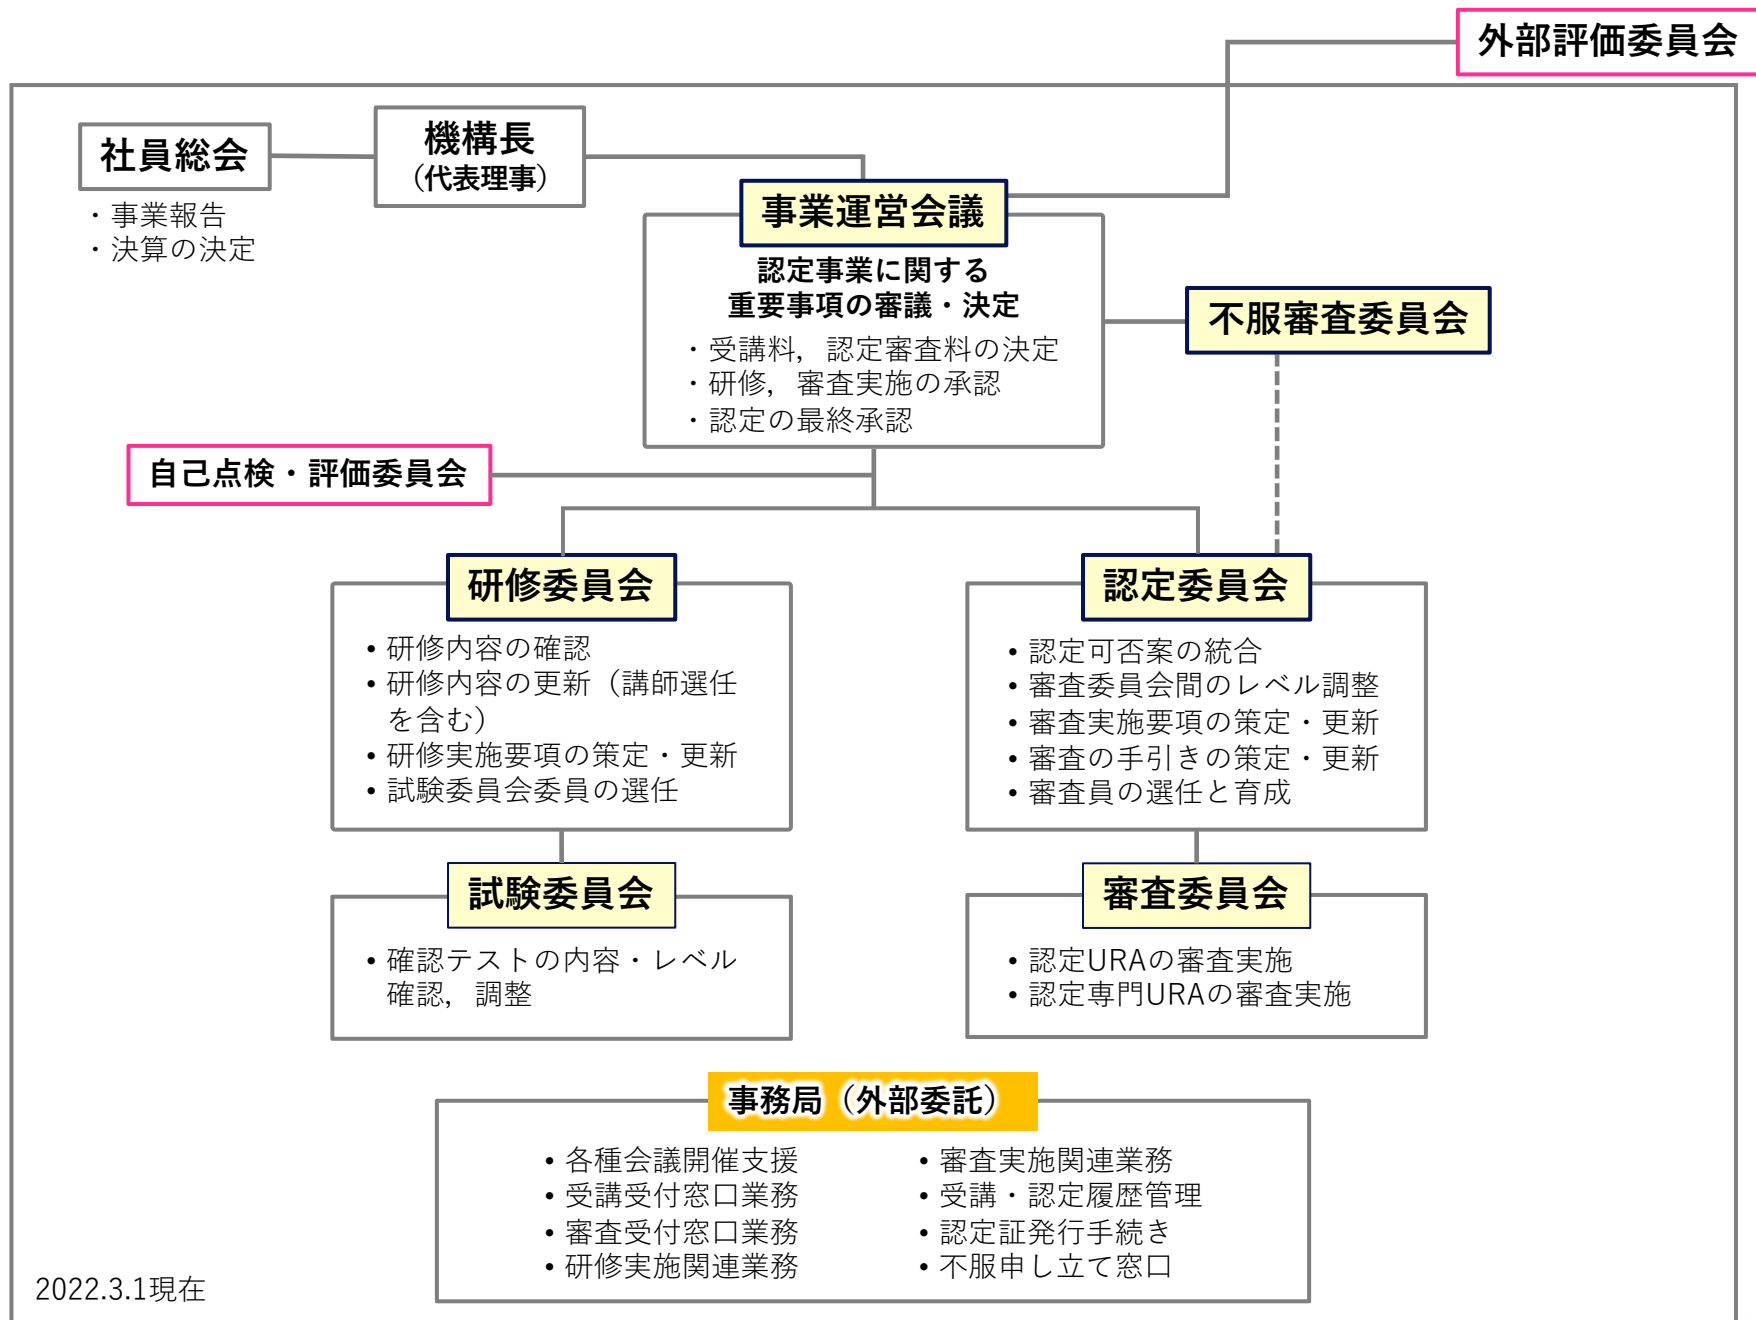 外部評価委員会
社員総会
・事業報告
・決算の決定
機構長
（代表理事）
事業運営会議
認定事業に関する
重要事項の審議・決定
・受講料，認定審査料の決定
・研修，審査実施の承認
・認定の最終承認
不服審査委員会
自己点検・評価委員会
研修委員会
• 研修内容の確認
• 研修内容の更新（講師選任
を含む）
• 研修実施要項の策定・更新
• 試験委員会委員の選任
認定委員会
• 認定可否案の統合
• 審査委員会間のレベル調整
• 審査実施要項の策定・更新
• 審査の手引きの策定・更新
• 審査員の選任と育成
試験委員会
• 確認テストの内容・レベル
確認，調整
審査委員会
• 認定URAの審査実施
• 認定専門URAの審査実施
事務局（外部委託）
• 各種会議開催支援
• 受講受付窓口業務
• 審査受付窓口業務
• 研修実施関連業務
• 審査実施関連業務
• 受講・認定履歴管理
• 認定証発行手続き
• 不服申し立て窓口
2022.3.1現在